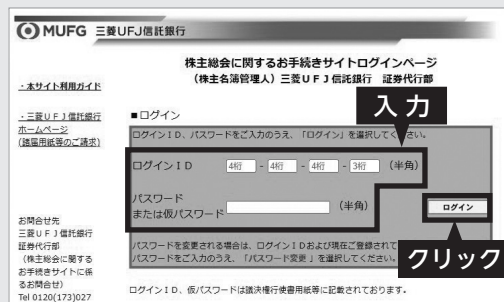 MUFG 三菱UFJ信託銀行
株主総会に関するお手続きサイトログインページ
(株主名簿管理人) 三菱UFJ信託銀行 証券代行部
・本サイト利用ガイド
・三菱UFJ信託銀行
ホームページ
(諸届用紙等のご請求)
お問合せ先
三菱UFJ信託銀行
証券代行部
(株主総会に関する
お手続きサイトに係
るお問合せ)
Tel 0120(173)027
■ログイン
入力
ログインID、パスワードをご入力のうえ、「ログイン」を選択してください。
ログインID 4桁 - 4桁 - 4桁 - 3桁 (半角)
パスワード
または仮パスワード (半角)
ログイン
クリック
パスワードを変更される場合は、ログインIDおよび現在ご登録されて
パスワードをご入力のうえ、「パスワード変更」を選択してください。
ログインID、仮パスワードは議決権行使書用紙等に記載されております。